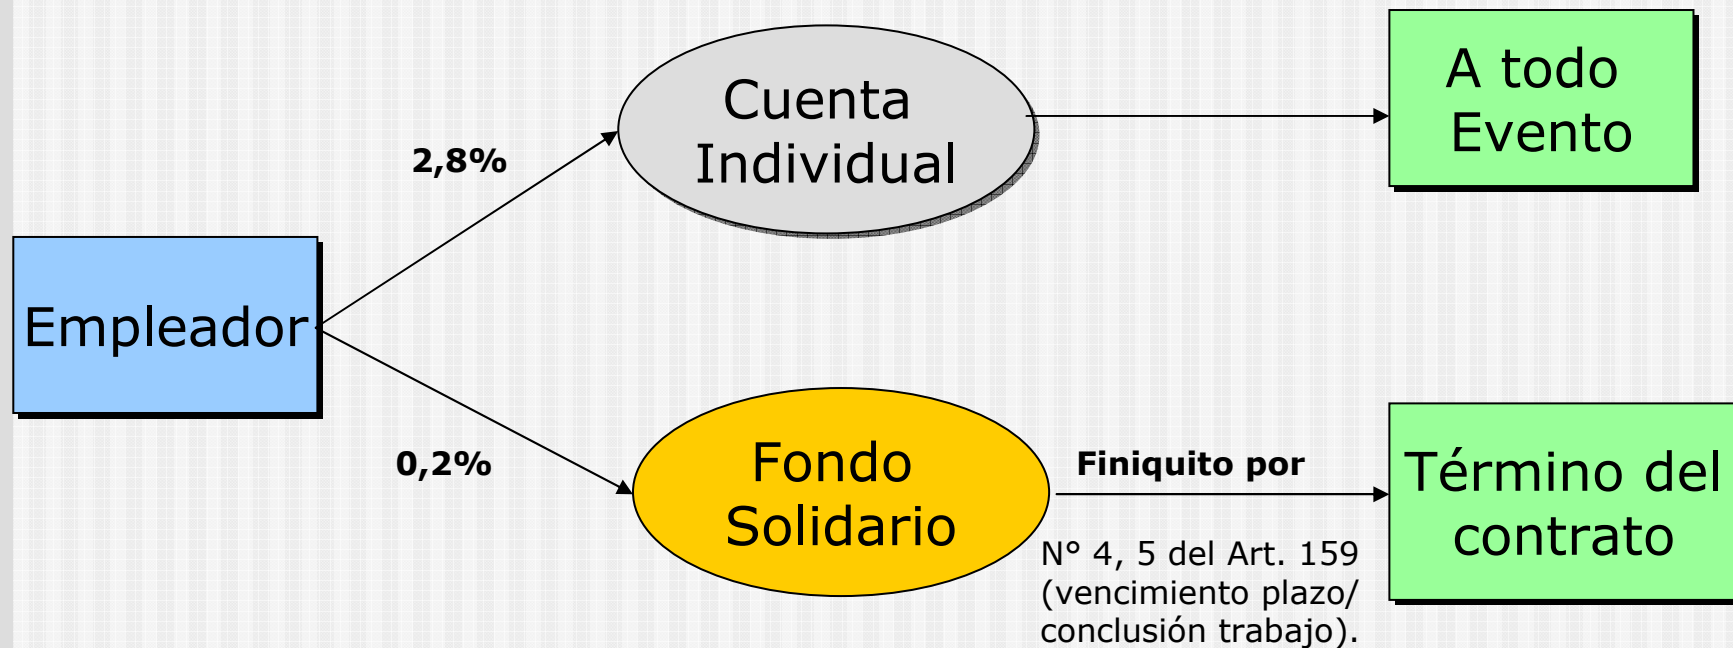 Cuenta
Individual
A todo
Evento
2,8%
Empleador
0,2%
Fondo
Solidario
Finiquito por
N° 4, 5 del Art. 159
(vencimiento plazo/
conclusión trabajo).
Término del
contrato